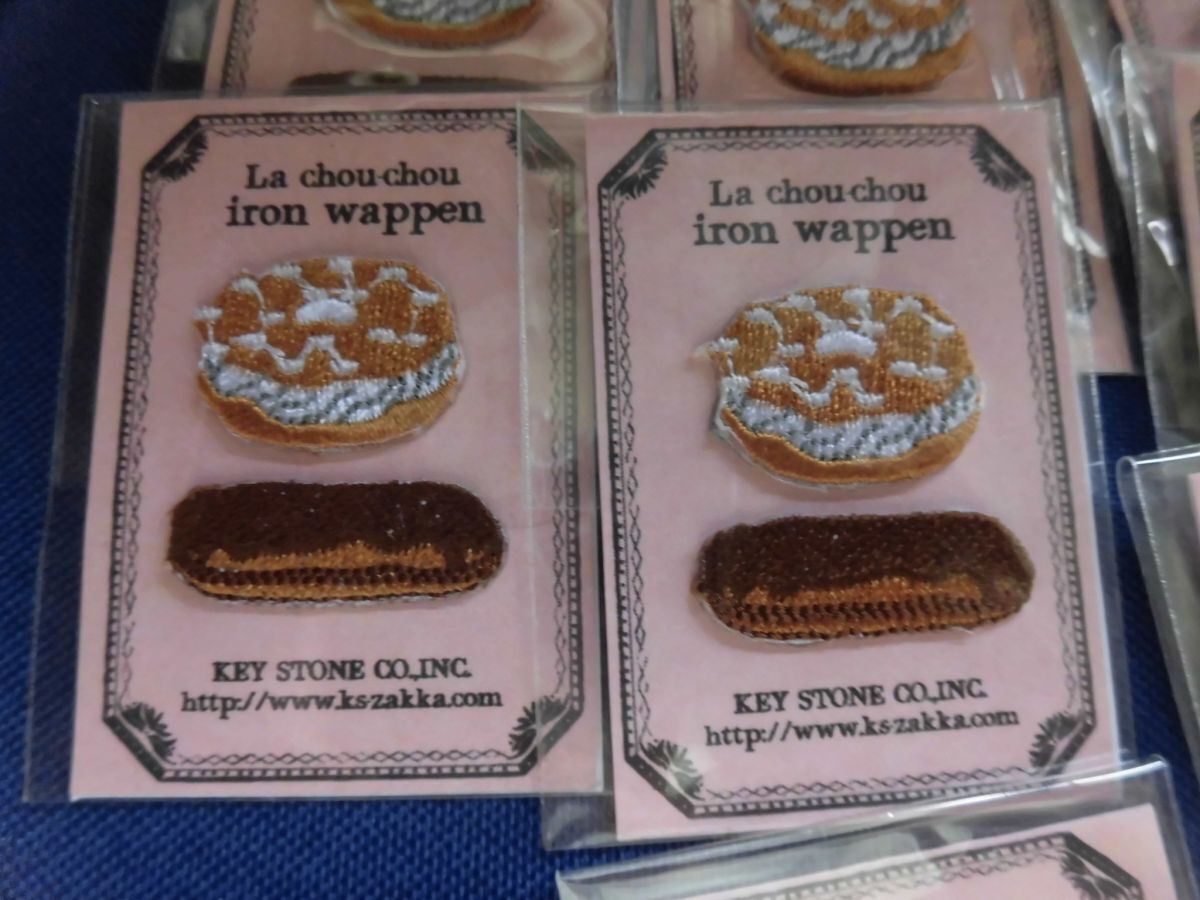 La chou-chou
iron wappen
KEY STONE CO.,INC.
http://www.ks-zakka.com
La chou-chou
iron wappen
KEY STONE CO.,INC.
http://www.ks-zakka.com